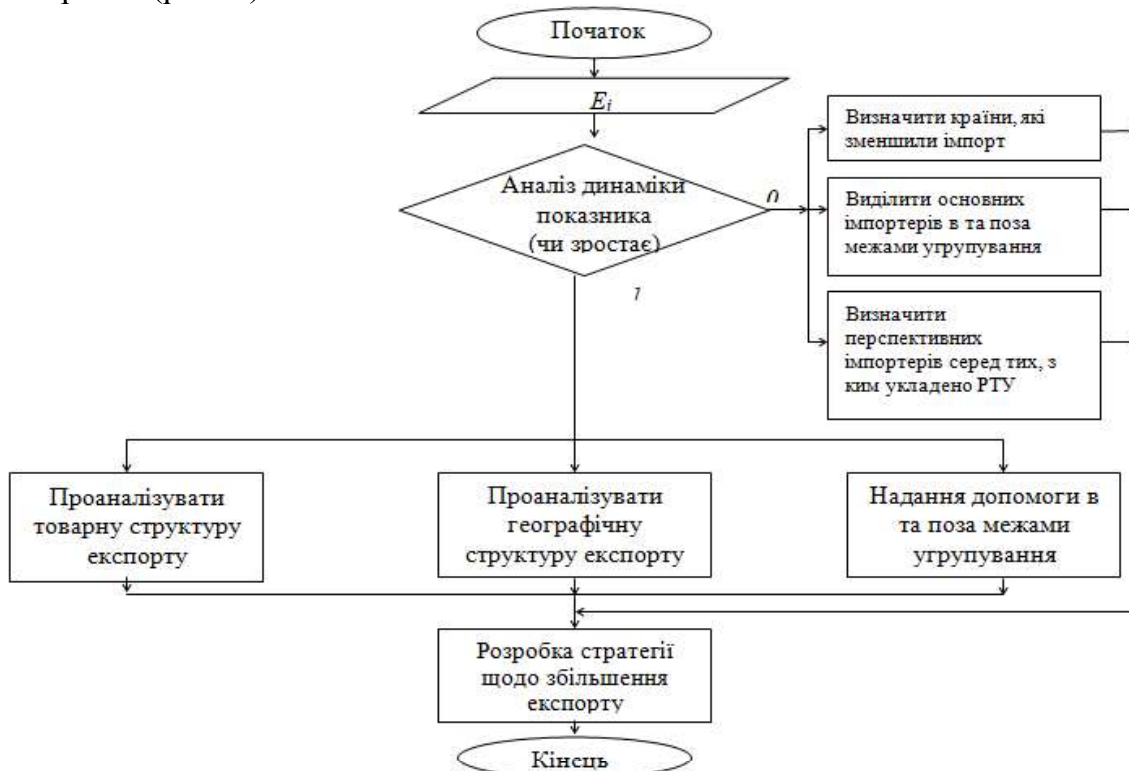 Початок
E_i
Аналіз динаміки
показника
(чи зростає)
0
1
Визначити країни, які
зменшили імпорт
Виділити основних
імпортерів в та поза
межами угрупування
Визначити
перспективних
імпортерів серед тих, з
ким укладено РТУ
Проаналізувати
товарну структуру
експорту
Проаналізувати
географічну
структуру експорту
Надання допомоги в
та поза межами
угрупування
Розробка стратегії
щодо збільшення
експорту
Кінець